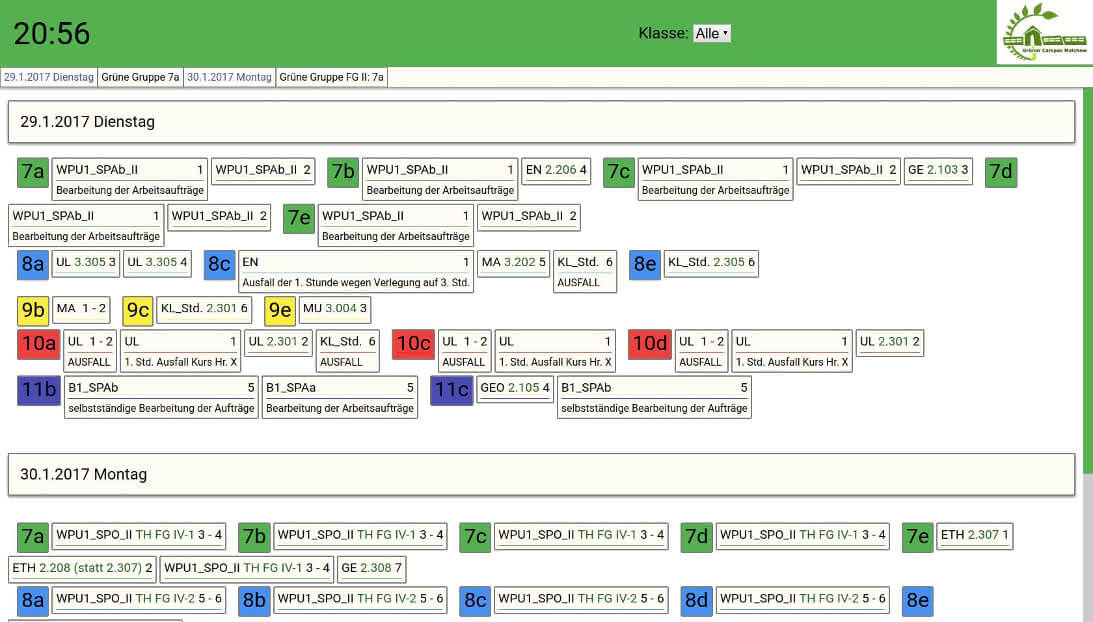 20:56
Klasse: Alle
Grüner Campus Malchow
29.1.2017 Dienstag Grüne Gruppe 7a 30.1.2017 Montag Grüne Gruppe FG II: 7a
29.1.2017 Dienstag
7a WPU1_SPAb_II 1 WPU1_SPAb_II 2 7b WPU1_SPAb_II 1 EN 2.206 4 7c WPU1_SPAb_II 1 WPU1_SPAb_II 2 GE 2.103 3 7d
Bearbeitung der Arbeitsaufträge Bearbeitung der Arbeitsaufträge Bearbeitung der Arbeitsaufträge
WPU1_SPAb_II 1 WPU1_SPAb_II 2 7e WPU1_SPAb_II 1 WPU1_SPAb_II 2
Bearbeitung der Arbeitsaufträge Bearbeitung der Arbeitsaufträge
8a UL 3.305 3 UL 3.305 4 8c EN 1 MA 3.202 5 KL_Std. 6 8e KL_Std. 2.305 6
Ausfall der 1. Stunde wegen Verlegung auf 3. Std. AUSFALL
9b MA 1 - 2 9c KL_Std. 2.301 6 9e MU 3.004 3
10a UL 1 - 2 UL 1 UL 2.301 2 KL_Std. 6 10c UL 1 - 2 UL 1 10d UL 1 - 2 UL 1 UL 2.301 2
AUSFALL 1. Std. Ausfall Kurs Hr. X AUSFALL AUSFALL 1. Std. Ausfall Kurs Hr. X AUSFALL 1. Std. Ausfall Kurs Hr. X
11b B1_SPAb 5 B1_SPAa 5 11c GEO 2.105 4 B1_SPAb 5
selbstständige Bearbeitung der Aufträge Bearbeitung der Arbeitsaufträge selbstständige Bearbeitung der Aufträge
30.1.2017 Montag
7a WPU1_SPO_II TH FG IV-1 3 - 4 7b WPU1_SPO_II TH FG IV-1 3 - 4 7c WPU1_SPO_II TH FG IV-1 3 - 4 7d WPU1_SPO_II TH FG IV-1 3 - 4 7e ETH 2.307 1
ETH 2.208 (statt 2.307) 2 WPU1_SPO_II TH FG IV-1 3 - 4 GE 2.308 7
8a WPU1_SPO_II TH FG IV-2 5 - 6 8b WPU1_SPO_II TH FG IV-2 5 - 6 8c WPU1_SPO_II TH FG IV-2 5 - 6 8d WPU1_SPO_II TH FG IV-2 5 - 6 8e